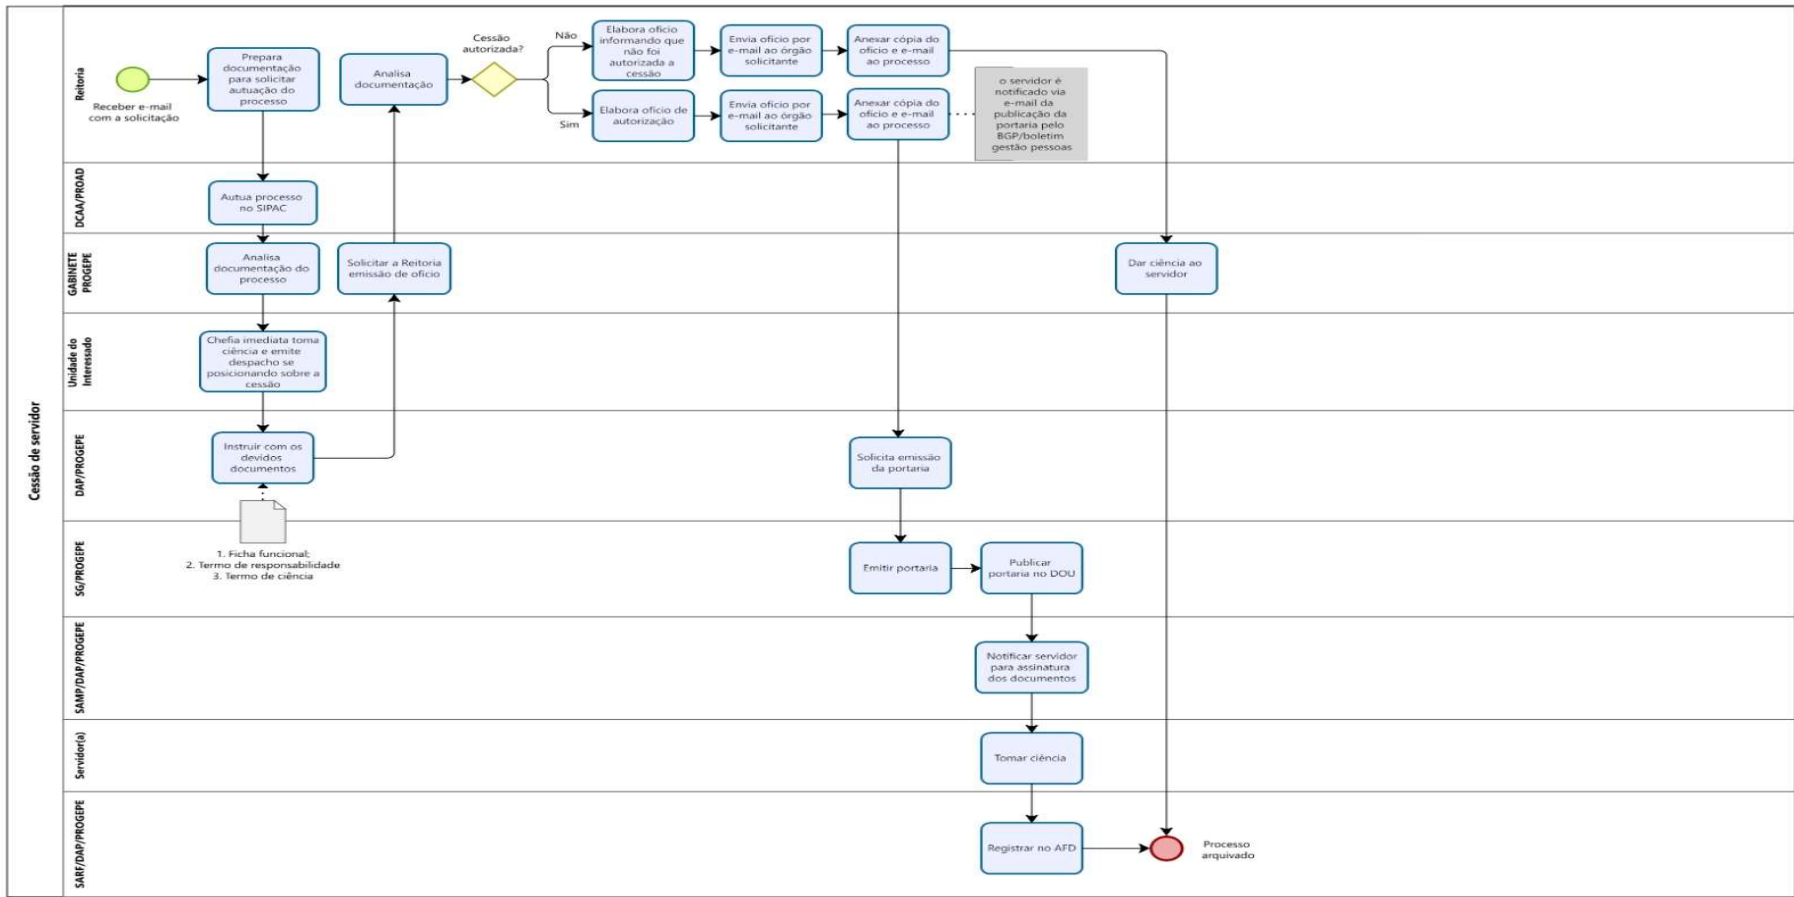 Cessão de servidor
Reitoria
Receber e-mail
com a solicitação
Prepara
documentação
para solicitar
autuação do
processo
Analisa
documentação
Cessão
autorizada?
Não
Elabora ofício
informando que
não foi
autorizada a
cessão
Envia ofício por
e-mail ao órgão
solicitante
Anexar cópia do
ofício e e-mail
ao processo
Sim
Elabora ofício de
autorização
Envia ofício por
e-mail ao órgão
solicitante
Anexar cópia do
ofício e e-mail
ao processo
o servidor é
notificado via
e-mail da
publicação da
portaria pelo
BGP/boletim
gestão pessoas
DCAA/PROAD
Autua processo
no SIPAC
GABINETE
PROGEPE
Analisa
documentação do
processo
Solicitar a Reitoria
emissão de ofício
Dar ciência ao
servidor
Unidade do
Interessado
Chefia imediata toma
ciência e emite
despacho se
posicionando sobre a
cessão
DAP/PROGEPE
Instruir com os
devidos
documentos
Solicita emissão
da portaria
SG/PROGEPE
1. Ficha funcional;
2. Termo de responsabilidade
3. Termo de ciência
Emitir portaria
Publicar
portaria no DOU
SAMP/DAP/PROGEPE
Notificar servidor
para assinatura
dos documentos
Servidor(a)
Tomar ciência
SARF/DAP/PROGEPE
Registrar no AFD
Processo
arquivado